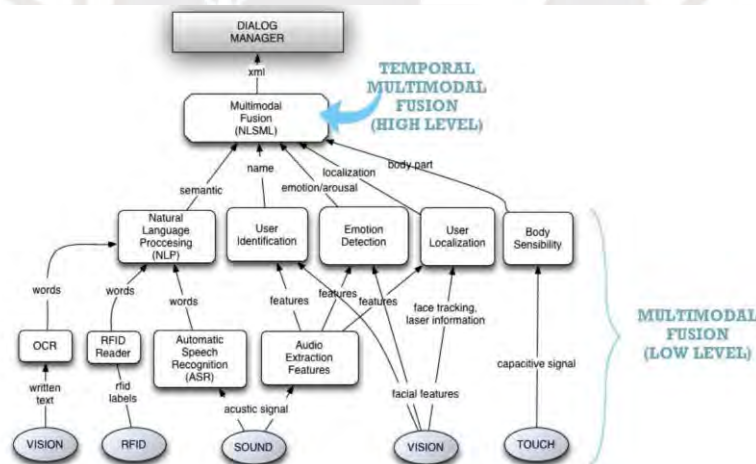 DIALOG
MANAGER
xml
TEMPORAL
MULTIMODAL
FUSION
(HIGH LEVEL)
Multimodal
Fusion
(NLSML)
body part
localization
name
emotion/arousal
semantic
Natural
Language
Proccesing
(NLP)
User
Identification
Emotion
Detection
User
Localization
Body
Sensibility
words
words
words
features
features
features
face tracking,
laser information
MULTIMODAL
FUSION
(LOW LEVEL)
OCR
RFID
Reader
Automatic
Speech
Recognition
(ASR)
Audio
Extraction
Features
capacitive signal
written
text
rfid
labels
acustic signal
facial features
VISION
RFID
SOUND
VISION
TOUCH